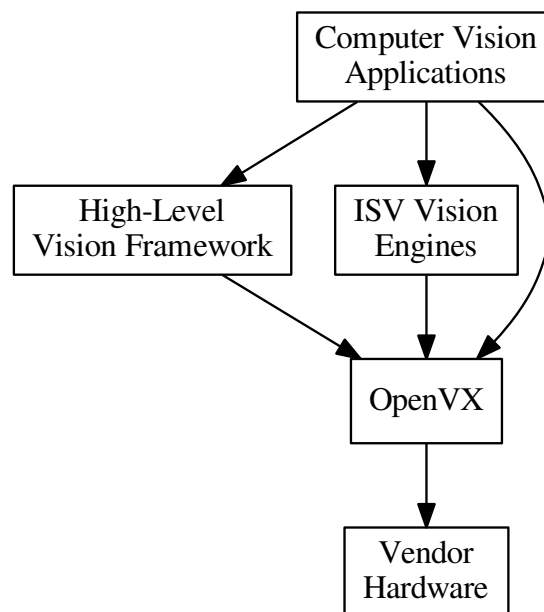 Computer Vision
Applications
High-Level
Vision Framework
ISV Vision
Engines
OpenVX
Vendor
Hardware